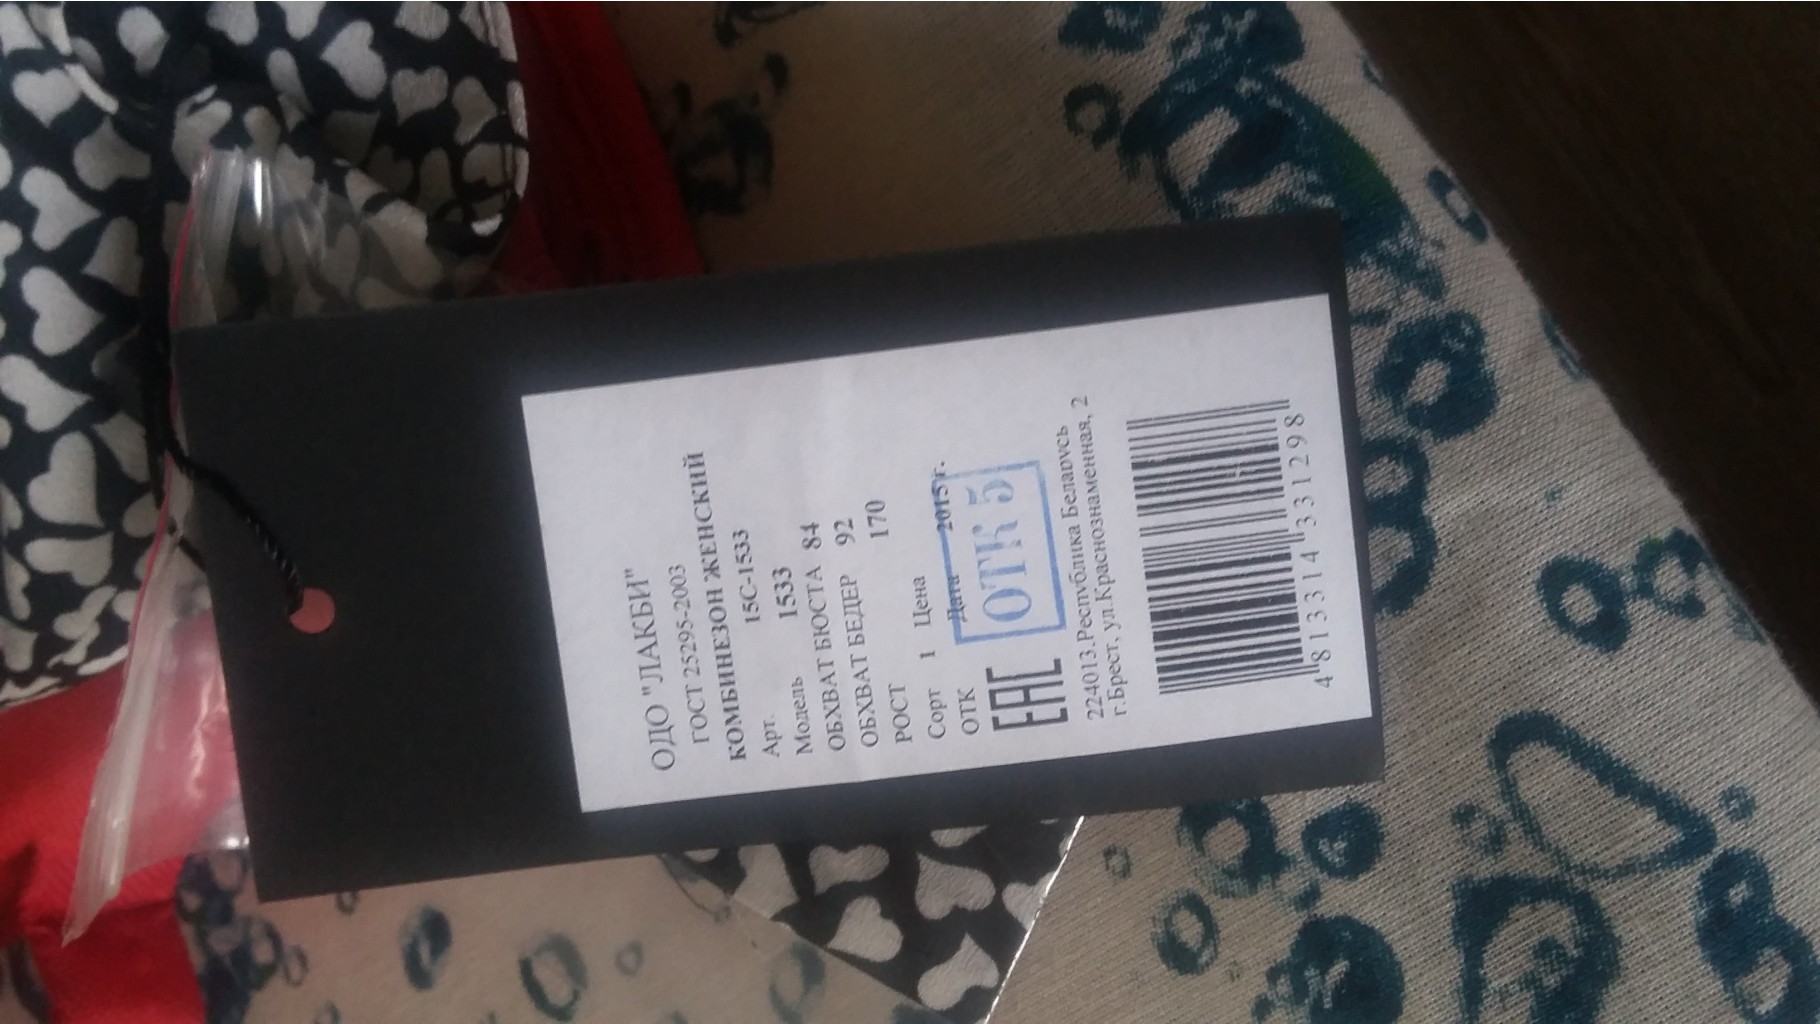 ОДО "ЛАКБИ"
ГОСТ 25295-2003
КОМБИНЕЗОН ЖЕНСКИЙ
Арт. 15С-1533
Модель 1533
ОБХВАТ БЮСТА 84
ОБХВАТ БЕДЕР 92
РОСТ 170
Сорт 1 Цена
ОТК Дата 2015 г.
ЕАС ОТК 5
224013.Республика Беларусь
г.Брест, ул.Краснознаменная, 2
4 813314 331298